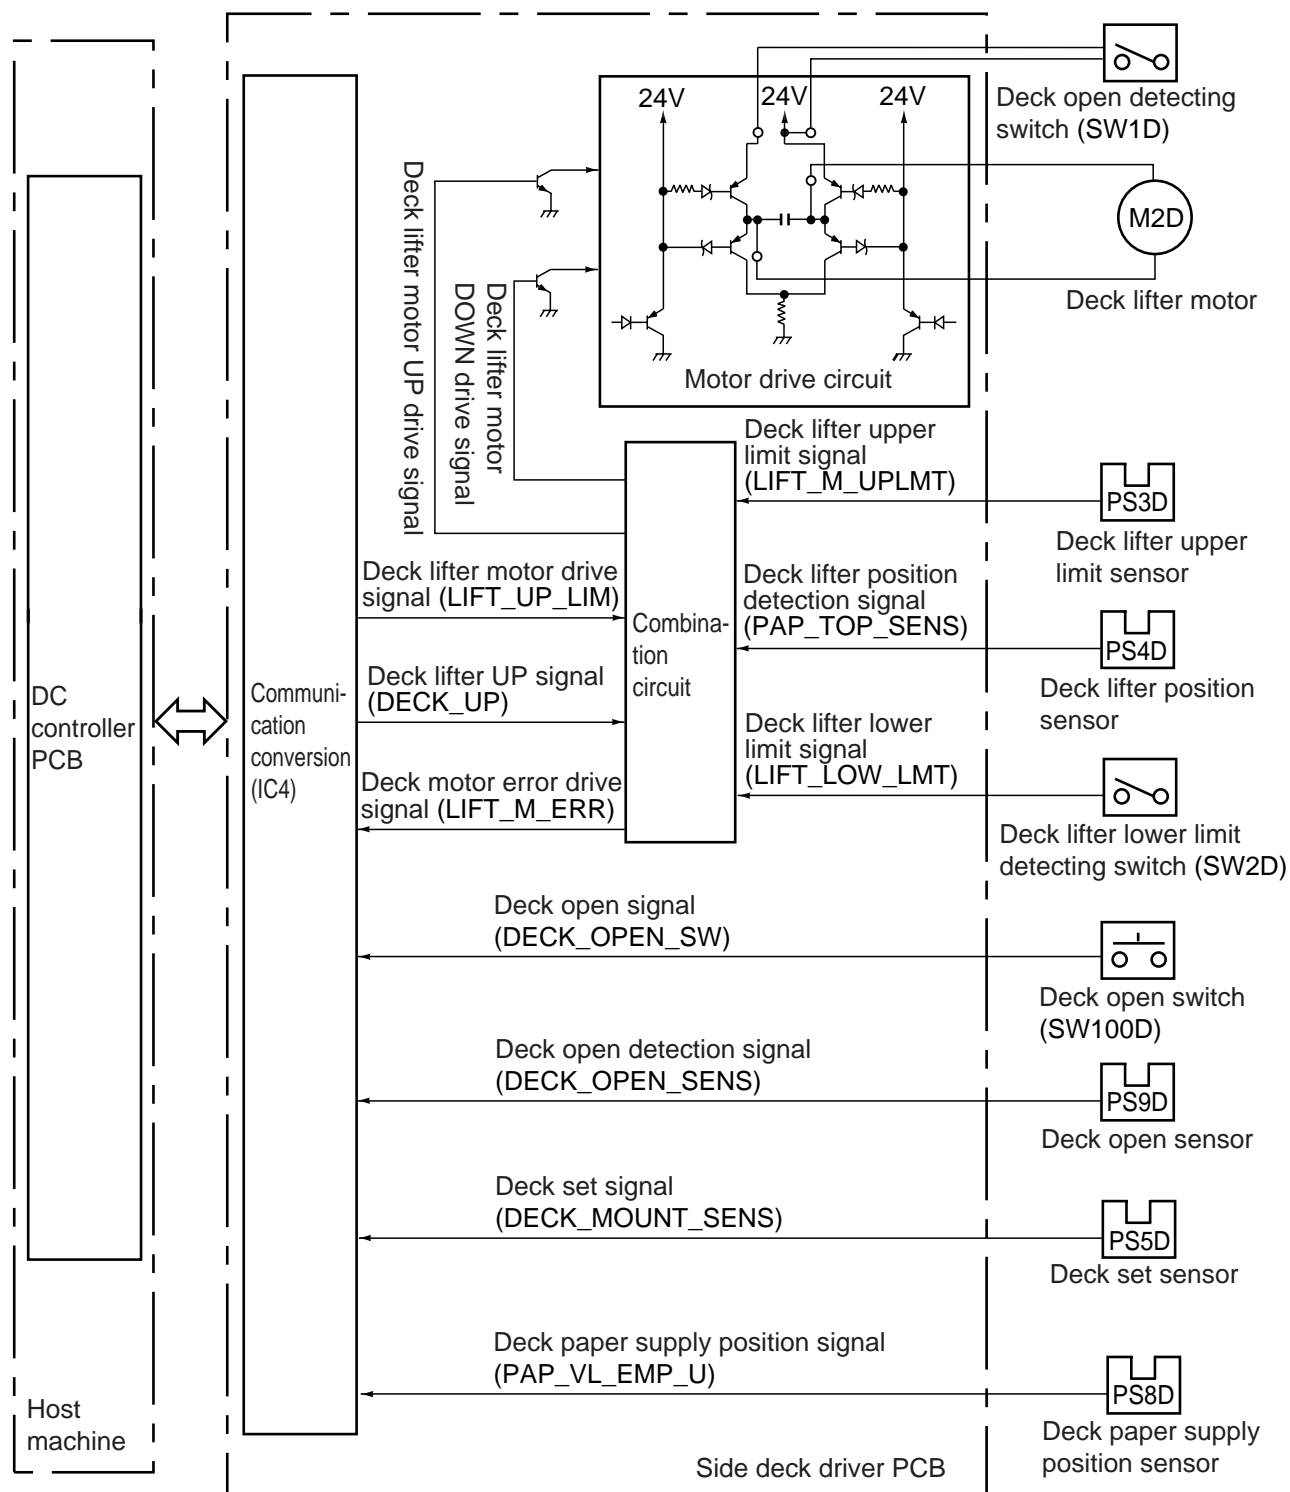 24V
24V
24V
Deck open detecting
switch (SW1D)
M2D
Deck lifter motor
Motor drive circuit
Deck lifter motor UP drive signal
Deck lifter motor
DOWN drive signal
Deck lifter upper
limit signal
(LIFT_M_UPLMT)
PS3D
Deck lifter upper
limit sensor
Deck lifter motor drive
signal (LIFT_UP_LIM)
Deck lifter position
detection signal
(PAP_TOP_SENS)
PS4D
Deck lifter position
sensor
Combina-
tion
circuit
Deck lifter UP signal
(DECK_UP)
DC
controller
PCB
Communi-
cation
conversion
(IC4)
Deck lifter lower
limit signal
(LIFT_LOW_LMT)
Deck motor error drive
signal (LIFT_M_ERR)
Deck lifter lower limit
detecting switch (SW2D)
Deck open signal
(DECK_OPEN_SW)
Deck open switch
(SW100D)
Deck open detection signal
(DECK_OPEN_SENS)
PS9D
Deck open sensor
Deck set signal
(DECK_MOUNT_SENS)
PS5D
Deck set sensor
Deck paper supply position signal
(PAP_VL_EMP_U)
PS8D
Deck paper supply
position sensor
Host
machine
Side deck driver PCB